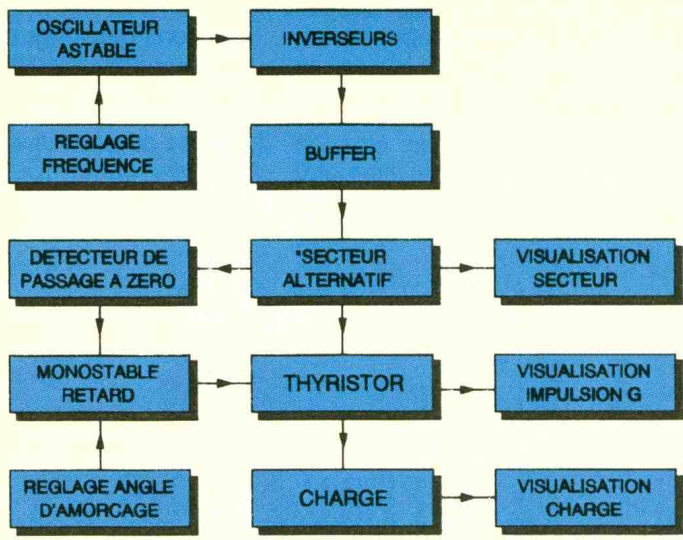 OSCILLATEUR
ASTABLE
INVERSEURS
REGLAGE
FREQUENCE
BUFFER
DETECTEUR DE
PASSAGE A ZERO
"SECTEUR
ALTERNATIF
VISUALISATION
SECTEUR
MONOSTABLE
RETARD
THYRISTOR
VISUALISATION
IMPULSION G
REGLAGE ANGLE
D'AMORCAGE
CHARGE
VISUALISATION
CHARGE